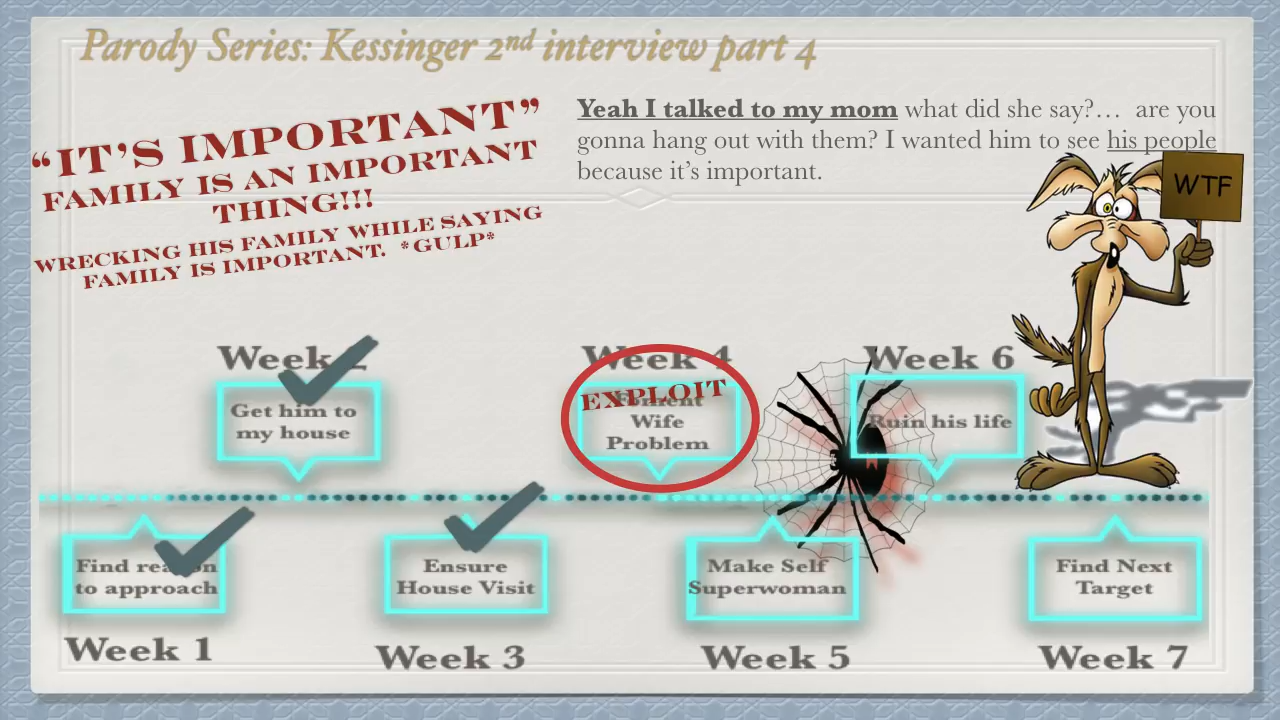 Parody Series: Kessinger 2nd interview part 4
“IT’S IMPORTANT”
FAMILY IS AN IMPORTANT
THING!!!
WRECKING HIS FAMILY WHILE SAYING
FAMILY IS IMPORTANT. *GULP*
Yeah I talked to my mom what did she say?… are you
gonna hang out with them? I wanted him to see his people
because it’s important.
WTF
Week 2
Get him to
my house
Week 4
EXPLOIT
Wife
Problem
Week 6
Ruin his life
Find reason
to approach
Week 1
Ensure
House Visit
Week 3
Make Self
Superwoman
Week 5
Find Next
Target
Week 7